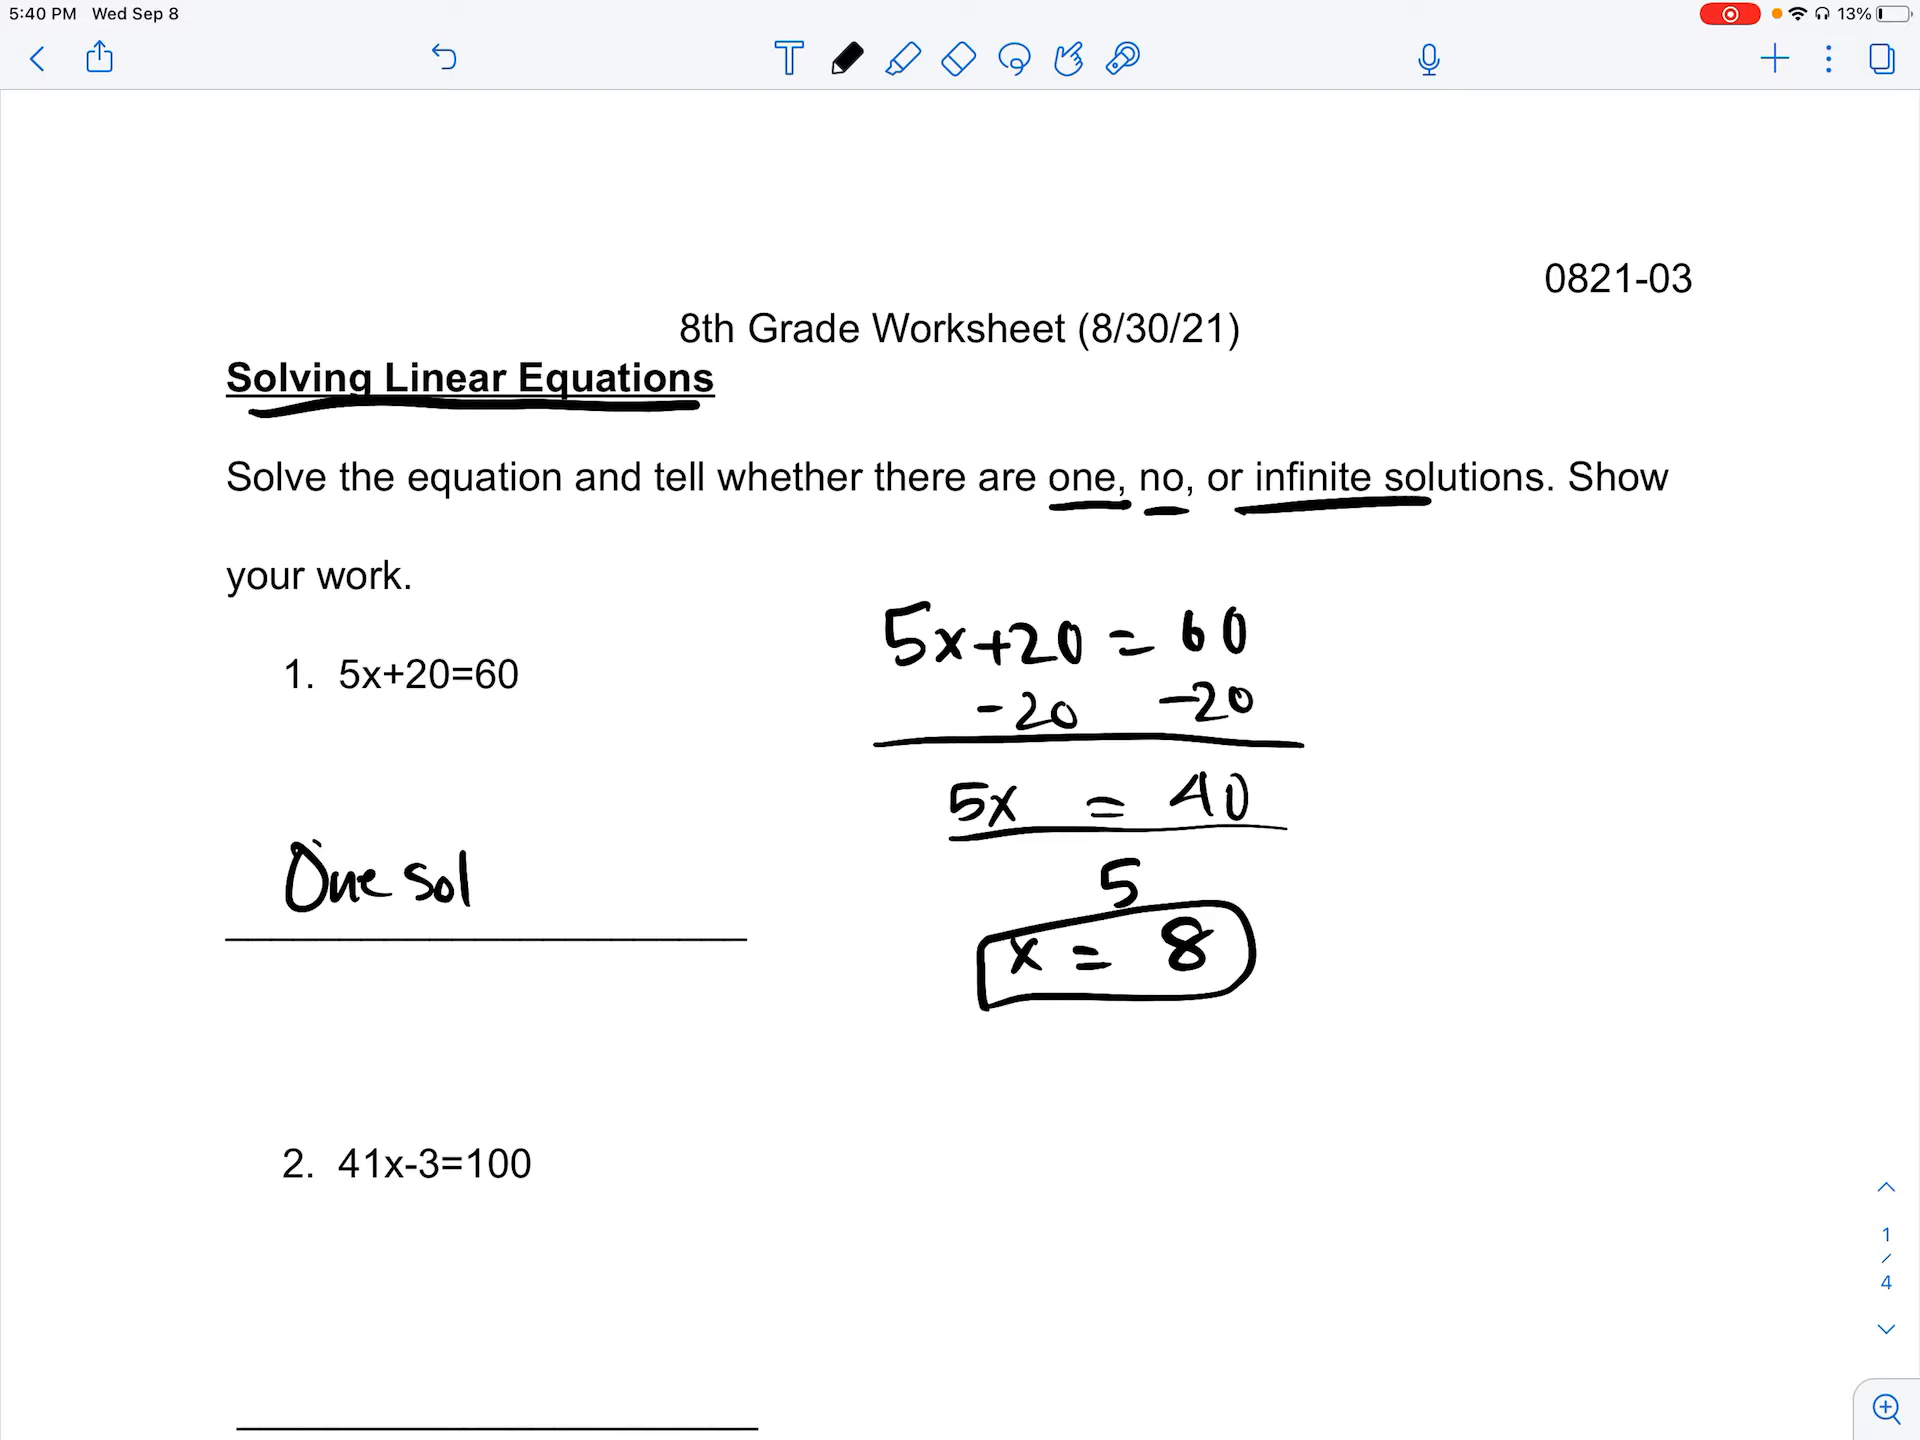 5:40 PM Wed Sep 8 13%
T
0821-03
8th Grade Worksheet (8/30/21)
Solving Linear Equations
Solve the equation and tell whether there are one, no, or infinite solutions. Show
your work.
5x+20 = 60
1. 5x+20=60
-20 -20
5x = 40
5
One sol
x = 8
2. 41x-3=100
1
/
4